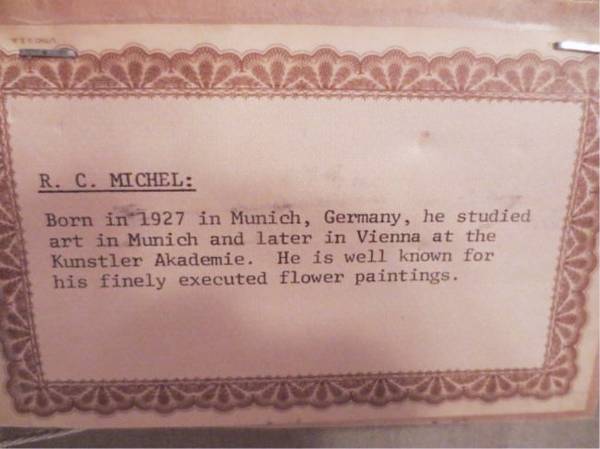 R. C. MICHEL:
Born in 1927 in Munich, Germany, he studied
art in Munich and later in Vienna at the
Kunstler Akademie. He is well known for
his finely executed flower paintings.